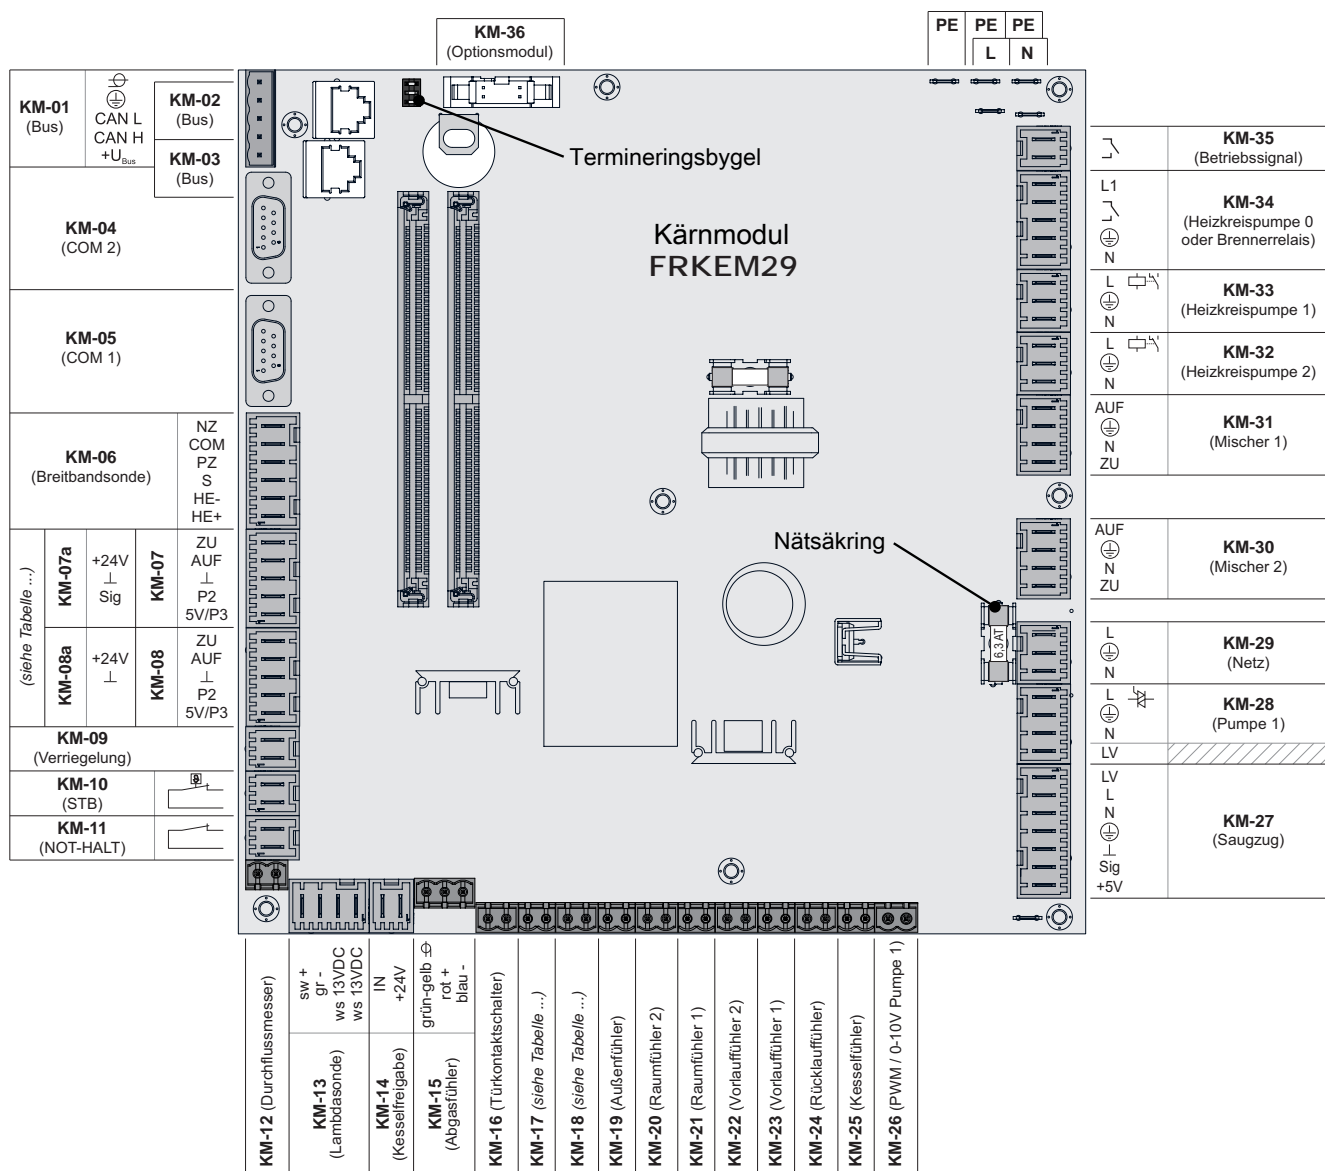 KM-36
(Optionsmodul)
PE PE PE
L N
KM-01
(Bus)
CAN L
CAN H
+UBus
KM-02
(Bus)
KM-03
(Bus)
KM-04
(COM 2)
KM-05
(COM 1)
KM-06
(Breitbandsonde)
NZ
COM
PZ
S
HE-
HE+
(siehe Tabelle ...)
KM-07a
+24V
Sig
KM-07
ZU
AUF
P2
5V/P3
KM-08a
+24V
KM-08
ZU
AUF
P2
5V/P3
KM-09
(Verriegelung)
KM-10
(STB)
KM-11
(NOT-HALT)
Termineringsbygel
Kärnmodul
FRKEM29
Nätsäkring
6,3 AT
KM-35
(Betriebssignal)
L1
N
KM-34
(Heizkreispumpe 0
oder Brennerrelais)
L
N
KM-33
(Heizkreispumpe 1)
L
N
KM-32
(Heizkreispumpe 2)
AUF
N
ZU
KM-31
(Mischer 1)
AUF
N
ZU
KM-30
(Mischer 2)
L
N
KM-29
(Netz)
L
N
LV
KM-28
(Pumpe 1)
LV
L
N
Sig
+5V
KM-27
(Saugzug)
KM-12 (Durchflussmesser)
sw +
gr -
ws 13VDC
ws 13VDC
KM-13
(Lambdasonde)
IN
+24V
KM-14
(Kesselfreigabe)
grün-gelb
rot +
blau -
KM-15
(Abgasfühler)
KM-16 (Türkontaktschalter)
KM-17 (siehe Tabelle ...)
KM-18 (siehe Tabelle ...)
KM-19 (Außenfühler)
KM-20 (Raumfühler 2)
KM-21 (Raumfühler 1)
KM-22 (Vorlauffühler 2)
KM-23 (Vorlauffühler 1)
KM-24 (Rücklauffühler)
KM-25 (Kesselfühler)
KM-26 (PWM / 0-10V Pumpe 1)